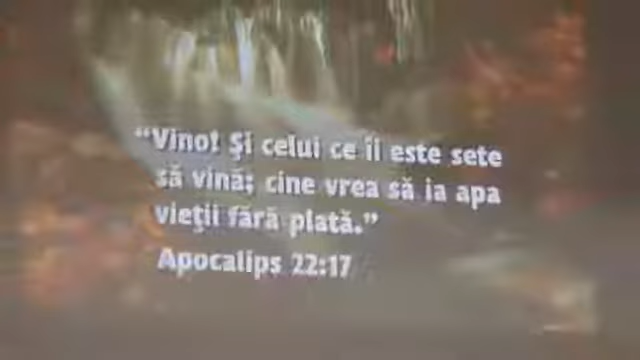 “Vino! Şi celui ce îi este sete
să vină; cine vrea să ia apa
vieţii fără plată.”
Apocalips 22:17